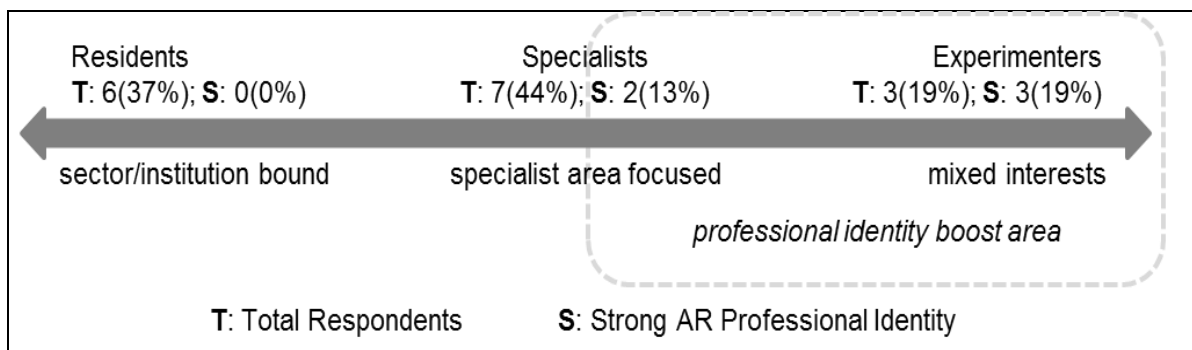 Residents Specialists Experimenters
T: 6(37%); S: 0(0%) T: 7(44%); S: 2(13%) T: 3(19%); S: 3(19%)
sector/institution bound specialist area focused mixed interests
professional identity boost area
T: Total Respondents S: Strong AR Professional Identity